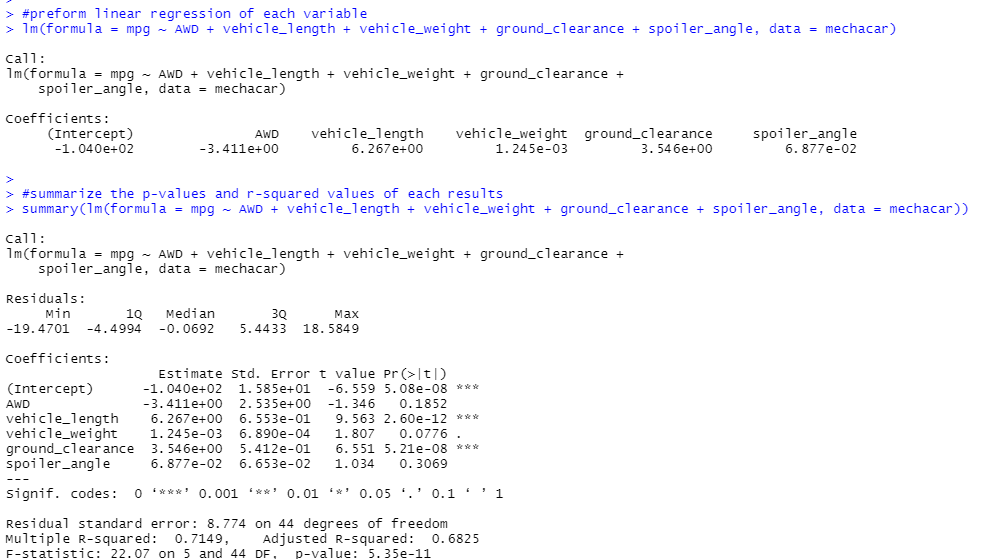 > #preform linear regression of each variable
> lm(formula = mpg ~ AWD + vehicle_length + vehicle_weight + ground_clearance + spoiler_angle, data = mechacar)
Call:
lm(formula = mpg ~ AWD + vehicle_length + vehicle_weight + ground_clearance +
    spoiler_angle, data = mechacar)
Coefficients:
     (Intercept)               AWD    vehicle_length    vehicle_weight  ground_clearance     spoiler_angle
      -1.040e+02        -3.411e+00         6.267e+00         1.245e-03         3.546e+00         6.877e-02
>
> #summarize the p-values and r-squared values of each results
> summary(lm(formula = mpg ~ AWD + vehicle_length + vehicle_weight + ground_clearance + spoiler_angle, data = mechacar))
Call:
lm(formula = mpg ~ AWD + vehicle_length + vehicle_weight + ground_clearance +
    spoiler_angle, data = mechacar)
Residuals:
     Min       1Q   Median       3Q      Max
-19.4701  -4.4994  -0.0692   5.4433  18.5849
Coefficients:
                   Estimate Std. Error t value Pr(>|t|)
(Intercept)      -1.040e+02  1.585e+01  -6.559 5.08e-08 ***
AWD              -3.411e+00  2.535e+00  -1.346   0.1852
vehicle_length    6.267e+00  6.553e-01   9.563 2.60e-12 ***
vehicle_weight    1.245e-03  6.890e-04   1.807   0.0776 .
ground_clearance  3.546e+00  5.412e-01   6.551 5.21e-08 ***
spoiler_angle     6.877e-02  6.653e-02   1.034   0.3069
---
Signif. codes:  0 ‘***’ 0.001 ‘**’ 0.01 ‘*’ 0.05 ‘.’ 0.1 ‘ ’ 1
Residual standard error: 8.774 on 44 degrees of freedom
Multiple R-squared:  0.7149,	Adjusted R-squared:  0.6825
F-statistic: 22.07 on 5 and 44 DF,  p-value: 5.35e-11